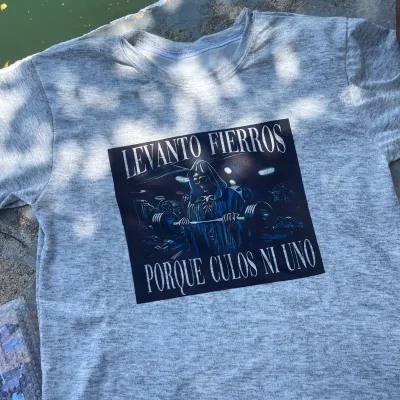 LEVANTO FIERROS
PORQUE CULOS NI UNO